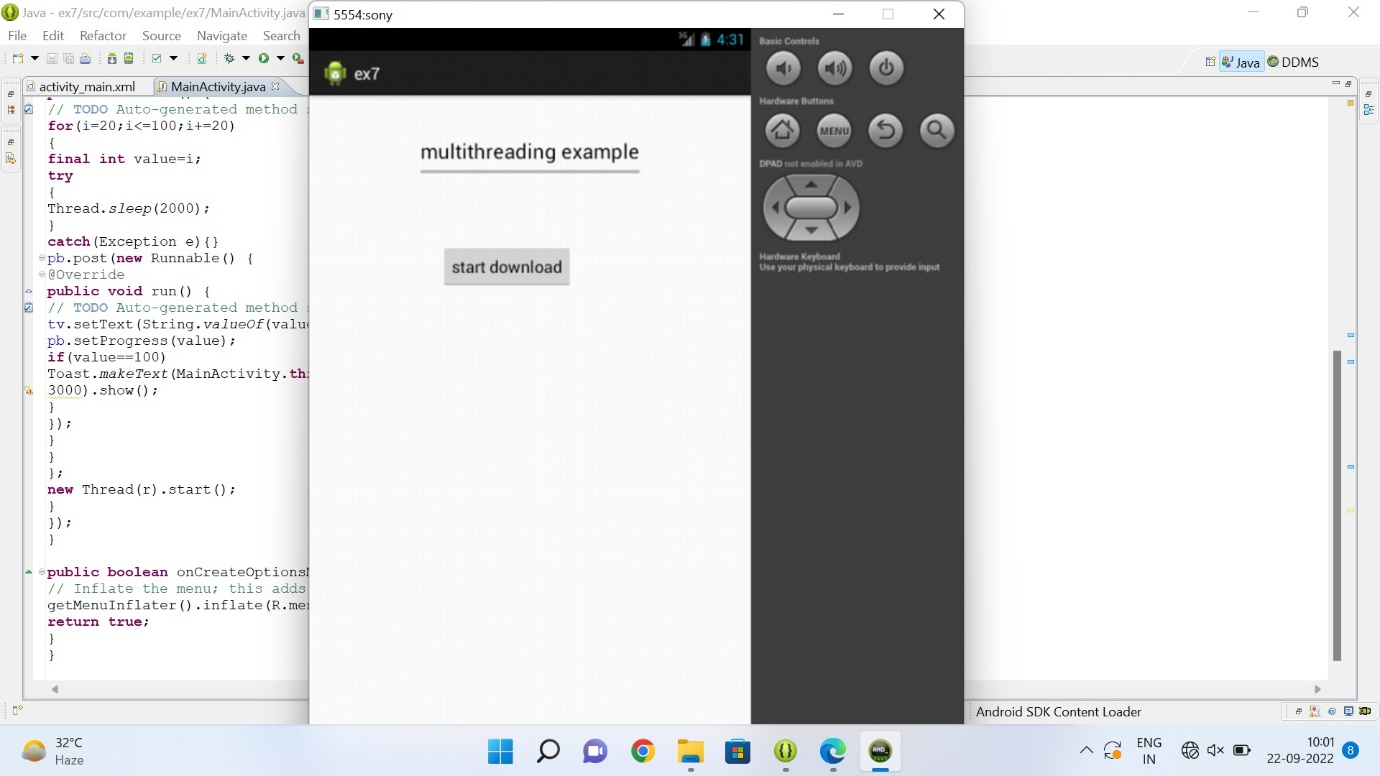 Java - ex7/src/com/example/ex7/MainActivity.java
File Edit Refactor Source Navigate Search
Java DDMS
activity_main.xml MainActivity.java
// TODO Auto-generated method
for(i=20;i<=100;i+=20)
{
final int value=i;
try
{
Thread.sleep(2000);
}
catch(Exception e){}
pb.post(new Runnable() {
@Override
public void run() {
// TODO Auto-generated method
tv.setText(String.valueOf(valu
pb.setProgress(value);
if(value==100)
Toast.makeText(MainActivity.th
3000).show();
}
});
}
}
};
new Thread(r).start();
}
});
}
public boolean onCreateOptions
// Inflate the menu; this adds
getMenuInflater().inflate(R.me
return true;
}
}
5554:sony
3G 4:31
ex7
multithreading example
start download
Basic Controls
Hardware Buttons
MENU
DPAD not enabled in AVD
Hardware Keyboard
Use your physical keyboard to provide input
Android SDK Content Loader
32°C
Haze
ENG
IN
10:01
22-09-2022
8